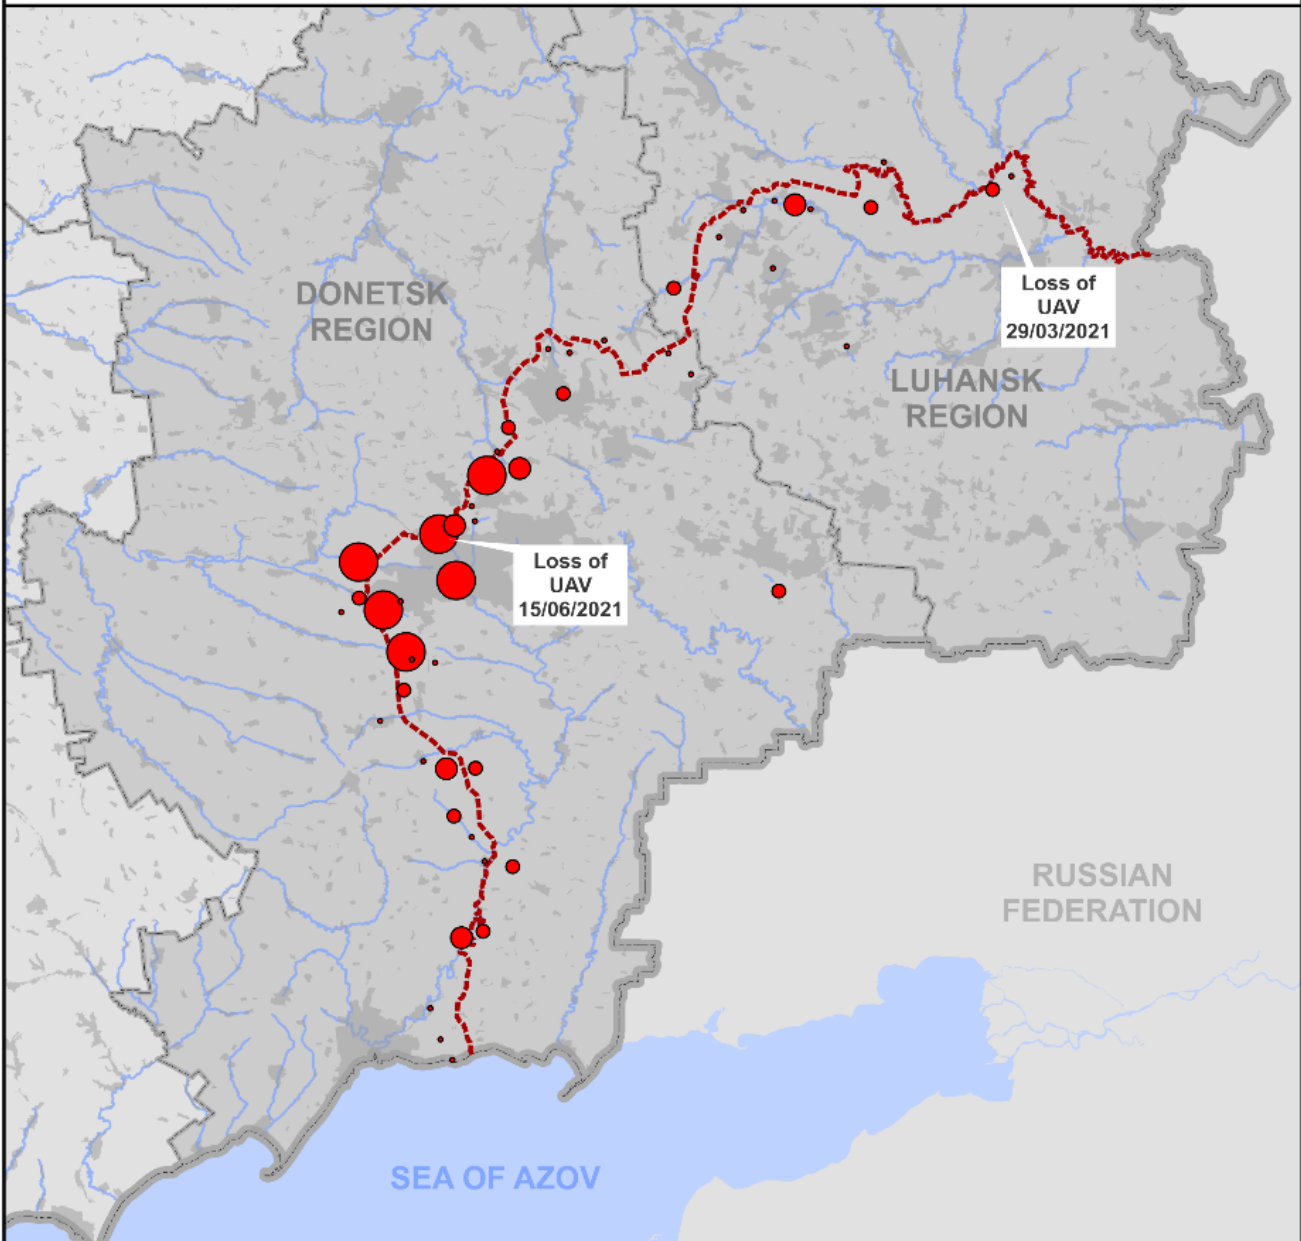 DONETSK
REGION
Loss of
UAV
29/03/2021
LUHANSK
REGION
Loss of
UAV
15/06/2021
RUSSIAN
FEDERATION
SEA OF AZOV